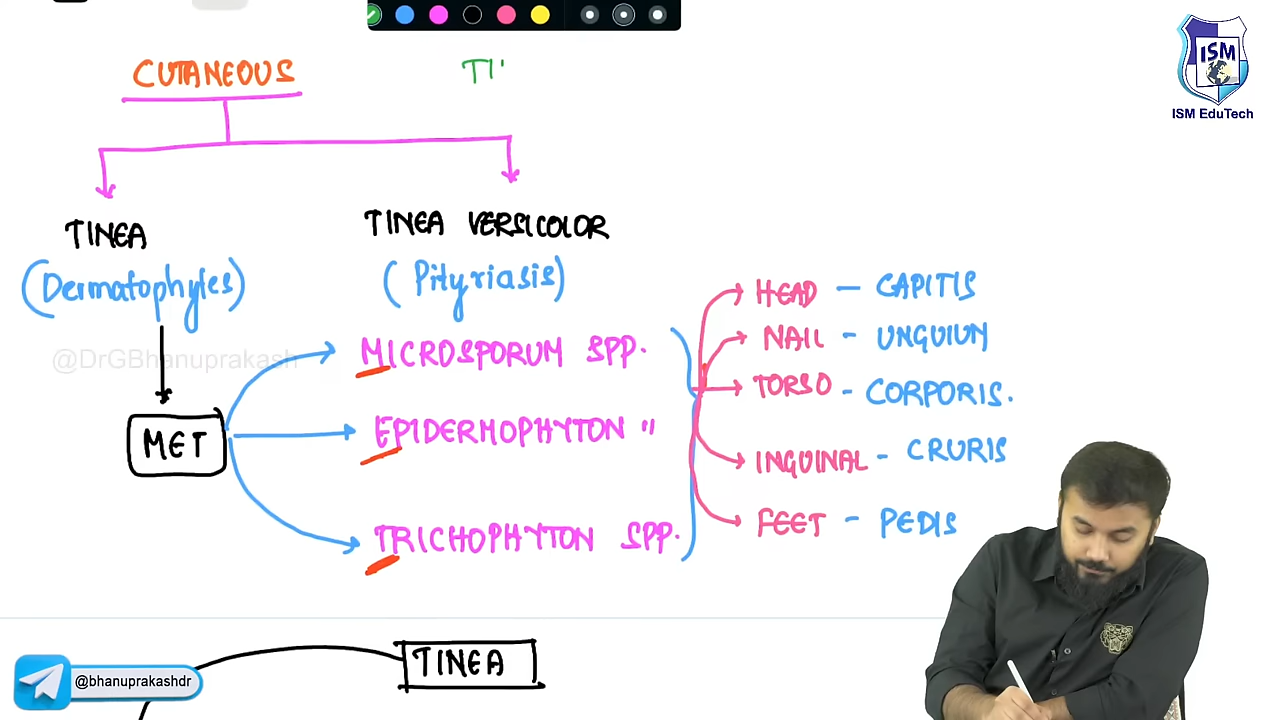 ISM
ISM EduTech
CUTANEOUS
TI'
TINEA
(Dermatophytes)
TINEA VERSICOLOR
(Pityriasis)
@DrGBhanuprakash
MET
MICROSPORUM SPP.
EPIDERMOPHYTON "
TRICHOPHYTON SPP.
HEAD — CAPITIS
NAIL - UNGUIUM
TORSO - CORPORIS.
INGUINAL - CRURIS
FEET - PEDIS
TINEA
@bhanuprakashdr